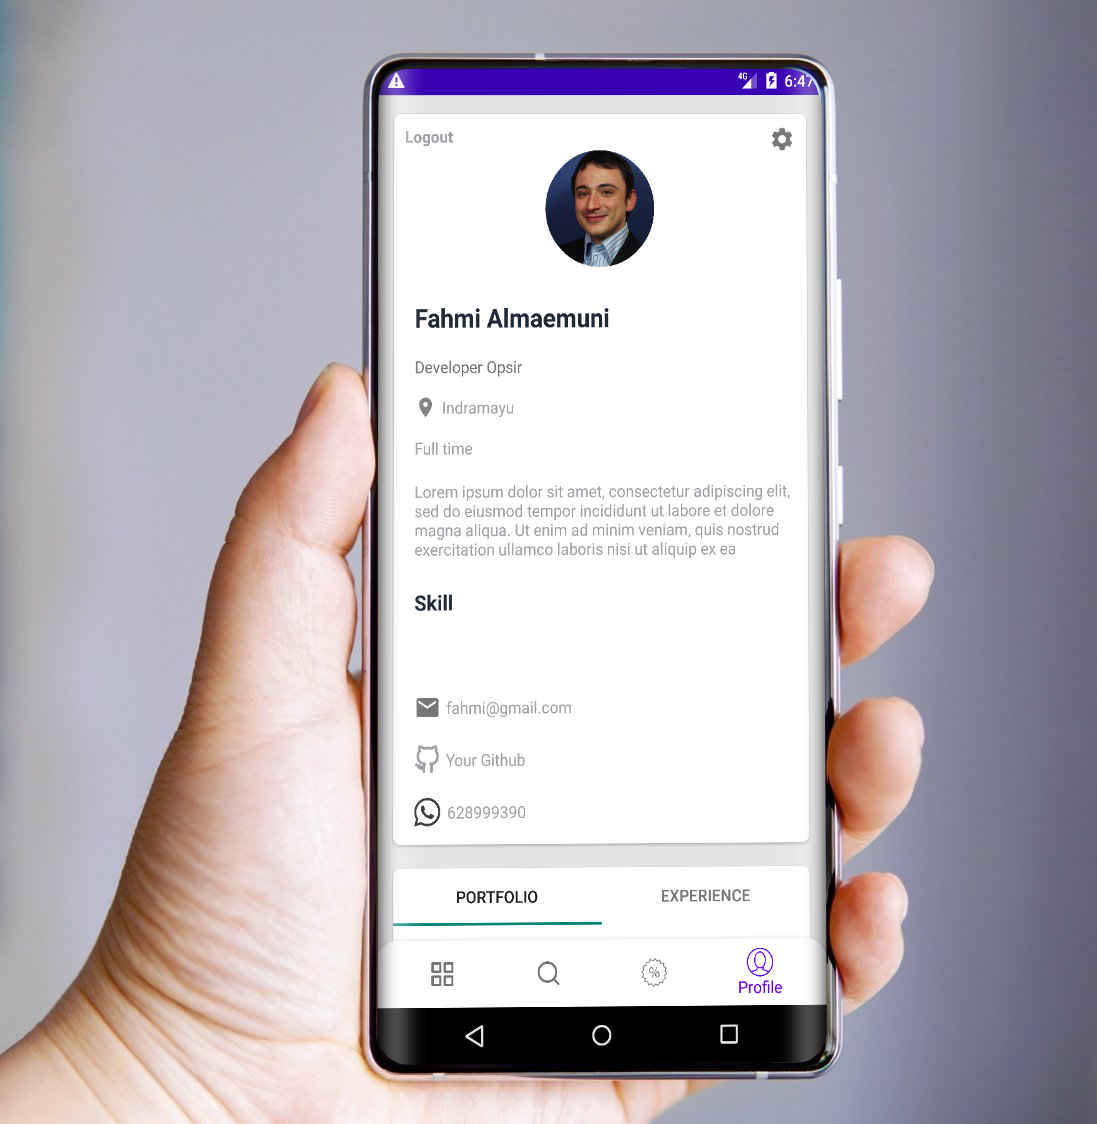 4G 6:47
Logout
Fahmi Almaemuni
Developer Opsir
Indramayu
Full time
Lorem ipsum dolor sit amet, consectetur adipiscing elit,
sed do eiusmod tempor incididunt ut labore et dolore
magna aliqua. Ut enim ad minim veniam, quis nostrud
exercitation ullamco laboris nisi ut aliquip ex ea
Skill
fahmi@gmail.com
Your Github
628999390
PORTFOLIO EXPERIENCE
%
Profile